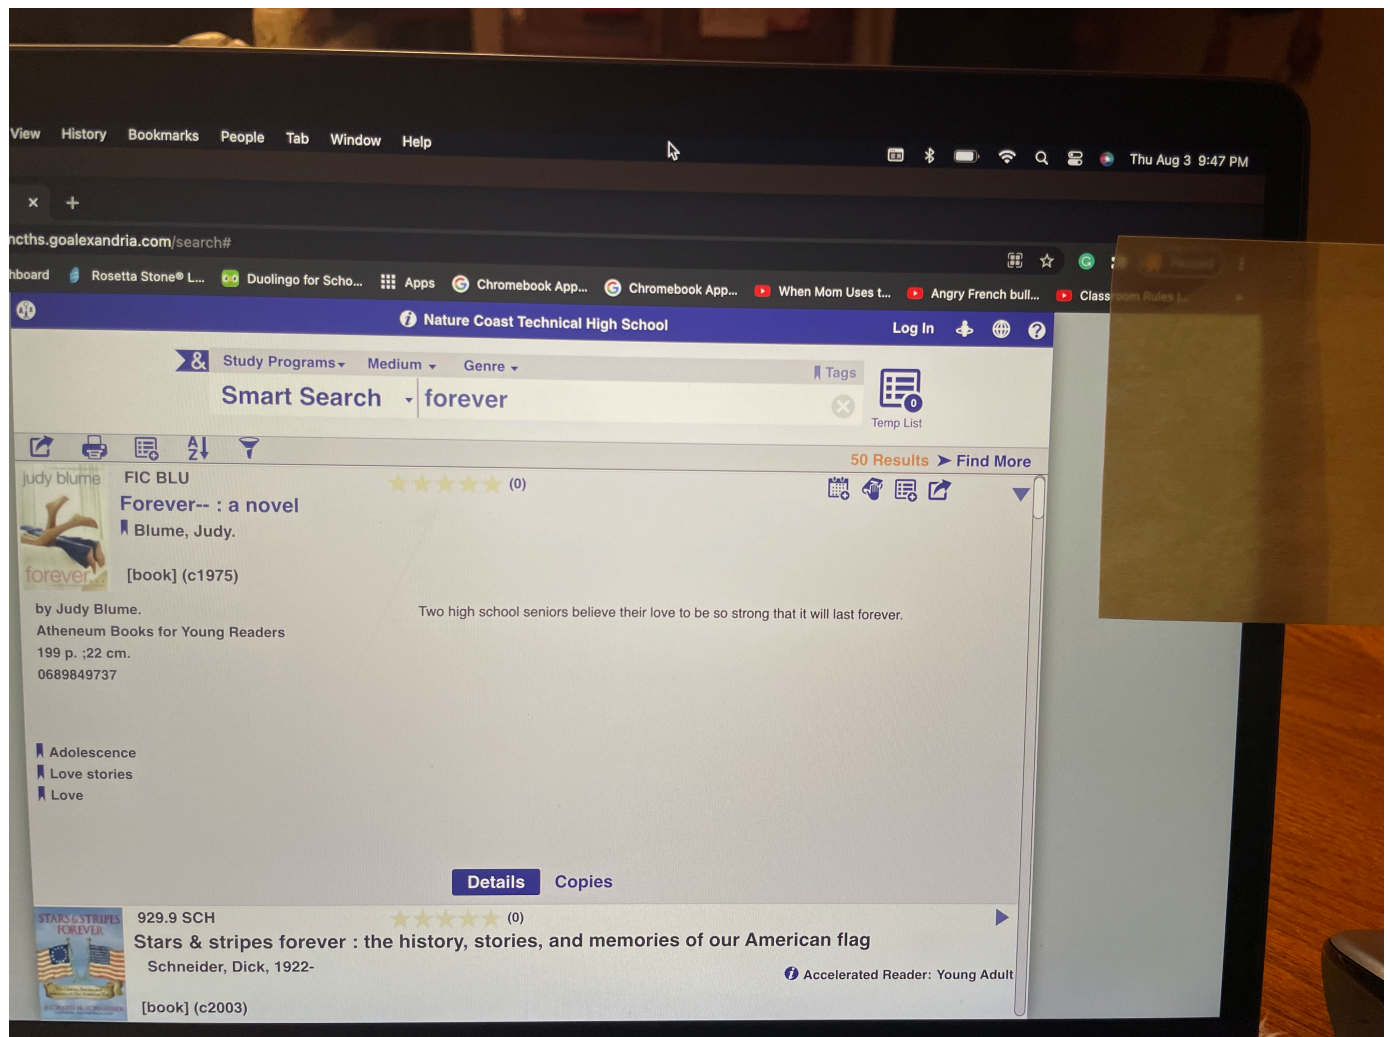 View History Bookmarks People Tab Window Help
Thu Aug 3 9:47 PM
ncths.goalexandria.com/search#
hboard Rosetta Stone® L... Duolingo for Scho... Apps Chromebook App... Chromebook App... When Mom Uses t... Angry French bull... Classroom Rules |...
Paused
Nature Coast Technical High School
Log In
& Study Programs Medium Genre
Tags
Smart Search forever
0
Temp List
50 Results Find More
judy blume
forever...
FIC BLU
(0)
Forever-- : a novel
Blume, Judy.
[book] (c1975)
by Judy Blume.
Two high school seniors believe their love to be so strong that it will last forever.
Atheneum Books for Young Readers
199 p. ;22 cm.
0689849737
Adolescence
Love stories
Love
Details Copies
STARS & STRIPES
FOREVER
929.9 SCH
(0)
Stars & stripes forever : the history, stories, and memories of our American flag
Schneider, Dick, 1922-
Accelerated Reader: Young Adult
[book] (c2003)